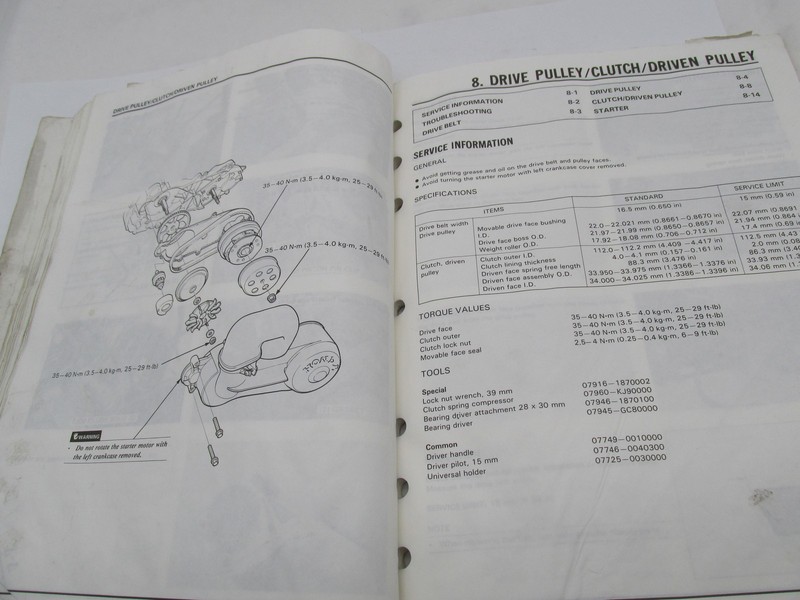 DRIVE PULLEY/CLUTCH/DRIVEN PULLEY
35—40 N·m (3.5—4.0 kg-m, 25—29 ft-lb)
35—40 N·m (3.5—4.0 kg-m, 25—29
35—40 N·m (3.5—4.0 kg-m, 25—29 ft-lb)
WARNING
• Do not rotate the starter motor with
the left crankcase removed.
8. DRIVE PULLEY/CLUTCH/DRIVEN PULLEY
SERVICE INFORMATION 8-1 DRIVE PULLEY 8-4
TROUBLESHOOTING 8-2 CLUTCH/DRIVEN PULLEY 8-8
DRIVE BELT 8-3 STARTER 8-14
SERVICE INFORMATION
GENERAL
• Avoid getting grease and oil on the drive belt and pulley faces.
• Avoid turning the starter motor with left crankcase cover removed.
SPECIFICATIONS
ITEMS STANDARD SERVICE LIMIT
Drive belt width 16.5 mm (0.650 in) 15 mm (0.59 in)
Drive pulley Movable drive face bushing I.D. 22.0—22.021 mm (0.8661—0.8670 in) 22.07 mm (0.8691
Drive face boss O.D. 21.97—21.99 mm (0.8650—0.8657 in) 21.94 mm (0.864
Weight roller O.D. 17.92—18.08 mm (0.706—0.712 in) 17.4 mm (0.69
Clutch, driven pulley Clutch outer I.D. 112.0—112.2 mm (4.409—4.417 in) 112.5 mm (4.43
Clutch lining thickness 4.0—4.1 mm (0.157—0.161 in) 2.0 mm (0.08
Driven face spring free length 88.3 mm (3.476 in) 86.3 mm (3.40
Driven face assembly O.D. 33.950—33.975 mm (1.3366—1.3376 in) 33.93 mm (1.3
Driven face I.D. 34.000—34.025 mm (1.3386—1.3396 in) 34.06 mm (1.
TORQUE VALUES
Drive face 35—40 N·m (3.5—4.0 kg-m, 25—29 ft-lb)
Clutch outer 35—40 N·m (3.5—4.0 kg-m, 25—29 ft-lb)
Clutch lock nut 35—40 N·m (3.5—4.0 kg-m, 25—29 ft-lb)
Movable face seal 2.5—4 N·m (0.25—0.4 kg-m, 6—9 ft-lb)
TOOLS
Special
Lock nut wrench, 39 mm 07916—1870002
Clutch spring compressor 07960—KJ90000
Bearing driver attachment 28 x 30 mm 07946—1870100
Bearing driver 07945—GC80000
Common
Driver handle 07749—0010000
Driver pilot, 15 mm 07746—0040300
Universal holder 07725—0030000